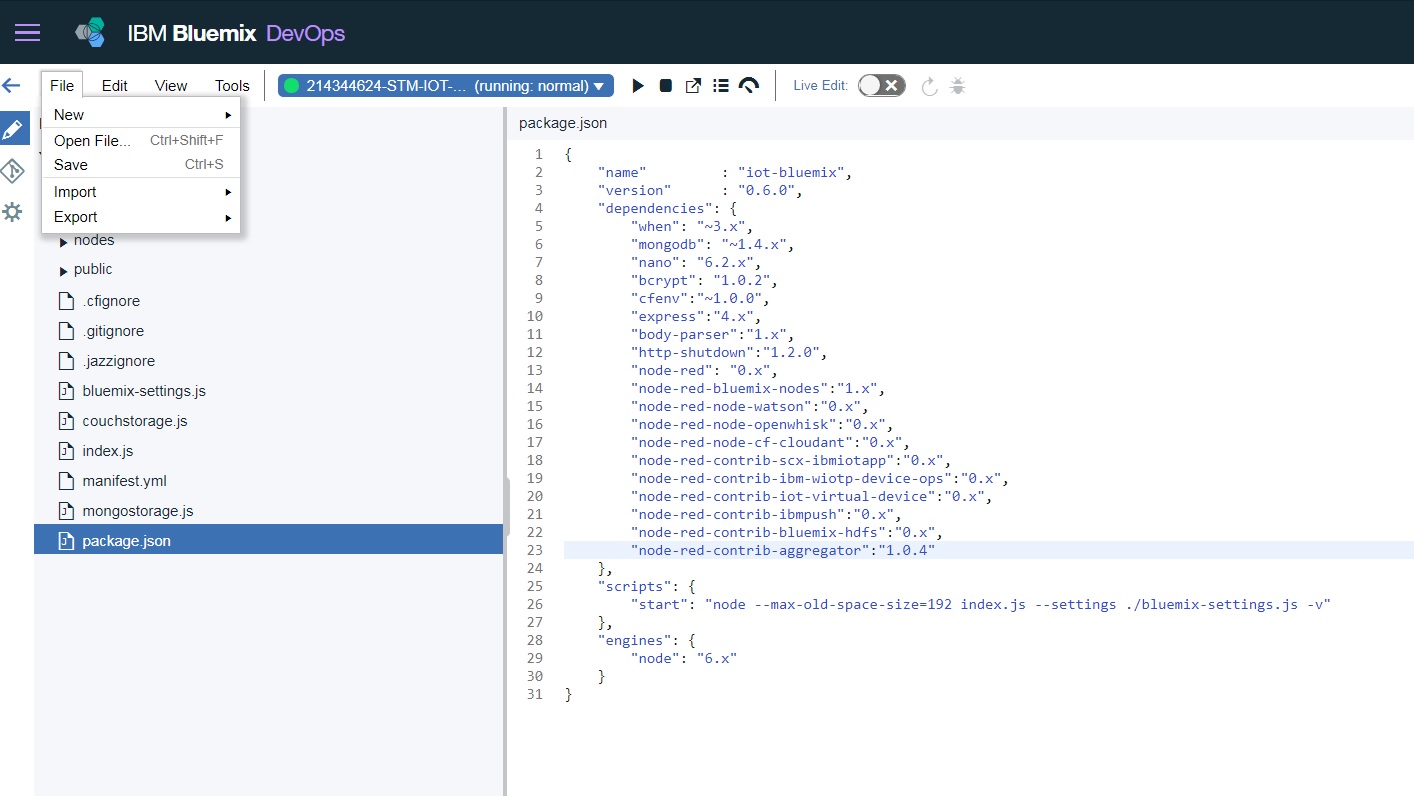 IBM Bluemix DevOps
File Edit View Tools 214344624-STM-IOT-... (running: normal) Live Edit:
New
Open File... Ctrl+Shift+F
Save Ctrl+S
Import
Export
nodes
public
.cfignore
.gitignore
.jazzignore
bluemix-settings.js
couchstorage.js
index.js
manifest.yml
mongostorage.js
package.json
package.json
1 {
2 "name" : "iot-bluemix",
3 "version" : "0.6.0",
4 "dependencies": {
5 "when": "~3.x",
6 "mongodb": "~1.4.x",
7 "nano": "6.2.x",
8 "bcrypt": "1.0.2",
9 "cfenv":"~1.0.0",
10 "express":"4.x",
11 "body-parser":"1.x",
12 "http-shutdown":"1.2.0",
13 "node-red": "0.x",
14 "node-red-bluemix-nodes":"1.x",
15 "node-red-node-watson":"0.x",
16 "node-red-node-openwhisk":"0.x",
17 "node-red-node-cf-cloudant":"0.x",
18 "node-red-contrib-scx-ibmiotapp":"0.x",
19 "node-red-contrib-ibm-wiotp-device-ops":"0.x",
20 "node-red-contrib-iot-virtual-device":"0.x",
21 "node-red-contrib-ibmpush":"0.x",
22 "node-red-contrib-bluemix-hdfs":"0.x",
23 "node-red-contrib-aggregator":"1.0.4"
24 },
25 "scripts": {
26 "start": "node --max-old-space-size=192 index.js --settings ./bluemix-settings.js -v"
27 },
28 "engines": {
29 "node": "6.x"
30 }
31 }